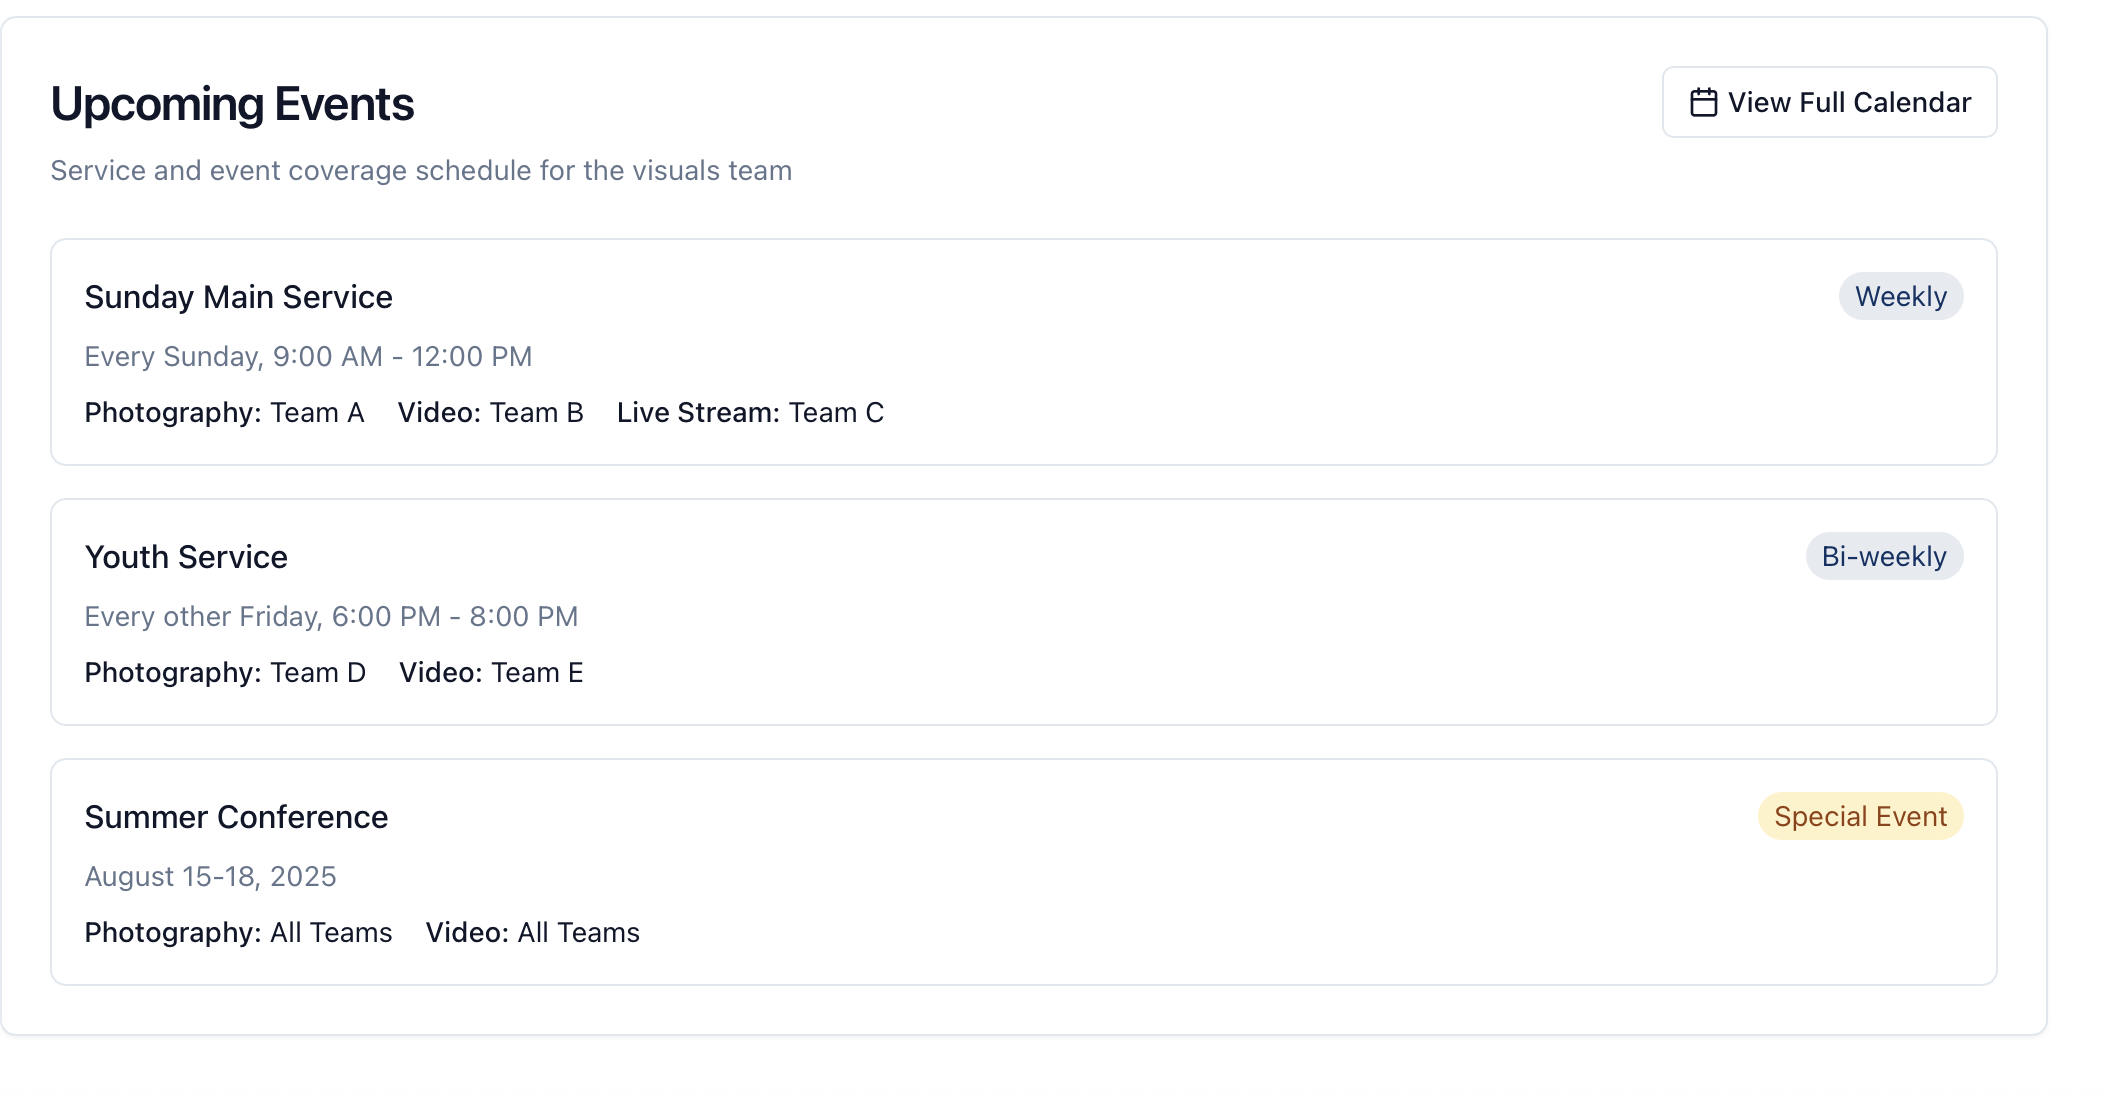 Upcoming Events
View Full Calendar
Service and event coverage schedule for the visuals team
Sunday Main Service
Weekly
Every Sunday, 9:00 AM - 12:00 PM
Photography: Team A Video: Team B Live Stream: Team C
Youth Service
Bi-weekly
Every other Friday, 6:00 PM - 8:00 PM
Photography: Team D Video: Team E
Summer Conference
Special Event
August 15-18, 2025
Photography: All Teams Video: All Teams